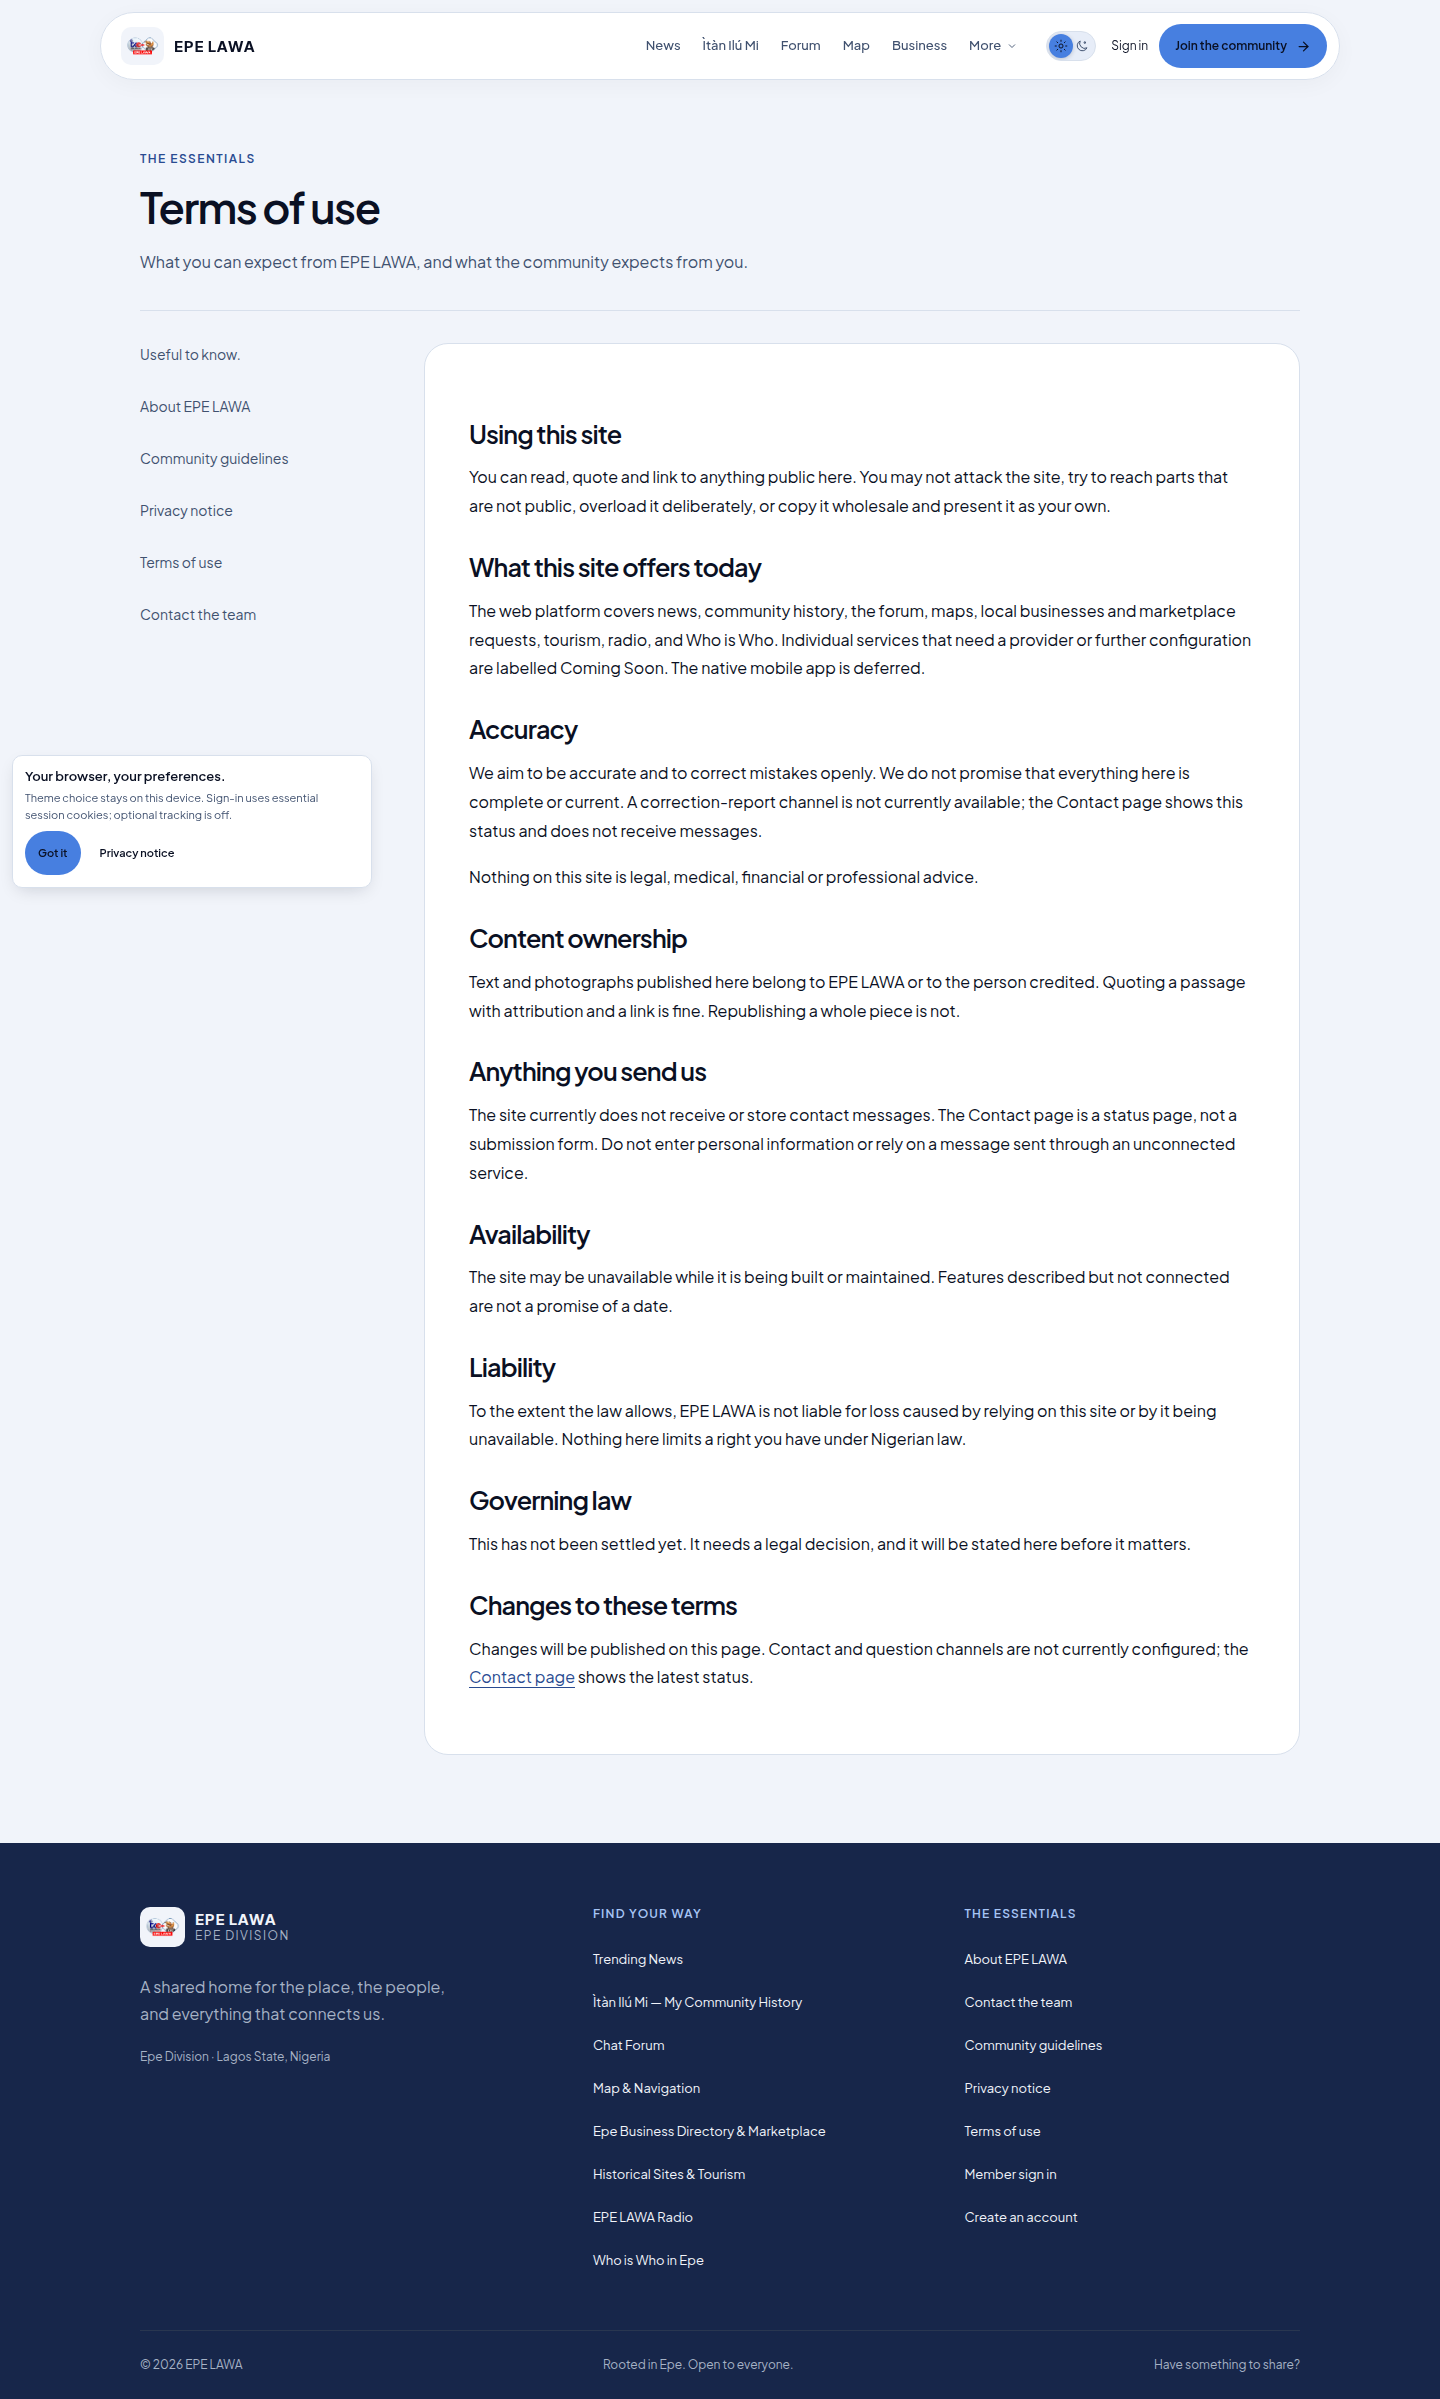 EPE LAWA
News
Ìtàn Ilú Mi
Forum
Map
Business
More
Sign in
Join the community
THE ESSENTIALS
Terms of use
What you can expect from EPE LAWA, and what the community expects from you.
Useful to know.
About EPE LAWA
Community guidelines
Privacy notice
Terms of use
Contact the team
Using this site
You can read, quote and link to anything public here. You may not attack the site, try to reach parts that
are not public, overload it deliberately, or copy it wholesale and present it as your own.
What this site offers today
The web platform covers news, community history, the forum, maps, local businesses and marketplace
requests, tourism, radio, and Who is Who. Individual services that need a provider or further configuration
are labelled Coming Soon. The native mobile app is deferred.
Accuracy
We aim to be accurate and to correct mistakes openly. We do not promise that everything here is
complete or current. A correction-report channel is not currently available; the Contact page shows this
status and does not receive messages.
Nothing on this site is legal, medical, financial or professional advice.
Your browser, your preferences.
Theme choice stays on this device. Sign-in uses essential
session cookies; optional tracking is off.
Got it
Privacy notice
Content ownership
Text and photographs published here belong to EPE LAWA or to the person credited. Quoting a passage
with attribution and a link is fine. Republishing a whole piece is not.
Anything you send us
The site currently does not receive or store contact messages. The Contact page is a status page, not a
submission form. Do not enter personal information or rely on a message sent through an unconnected
service.
Availability
The site may be unavailable while it is being built or maintained. Features described but not connected
are not a promise of a date.
Liability
To the extent the law allows, EPE LAWA is not liable for loss caused by relying on this site or by it being
unavailable. Nothing here limits a right you have under Nigerian law.
Governing law
This has not been settled yet. It needs a legal decision, and it will be stated here before it matters.
Changes to these terms
Changes will be published on this page. Contact and question channels are not currently configured; the
Contact page shows the latest status.
EPE LAWA
EPE DIVISION
A shared home for the place, the people,
and everything that connects us.
Epe Division · Lagos State, Nigeria
FIND YOUR WAY
Trending News
Ìtàn Ilú Mi — My Community History
Chat Forum
Map & Navigation
Epe Business Directory & Marketplace
Historical Sites & Tourism
EPE LAWA Radio
Who is Who in Epe
THE ESSENTIALS
About EPE LAWA
Contact the team
Community guidelines
Privacy notice
Terms of use
Member sign in
Create an account
© 2026 EPE LAWA
Rooted in Epe. Open to everyone.
Have something to share?